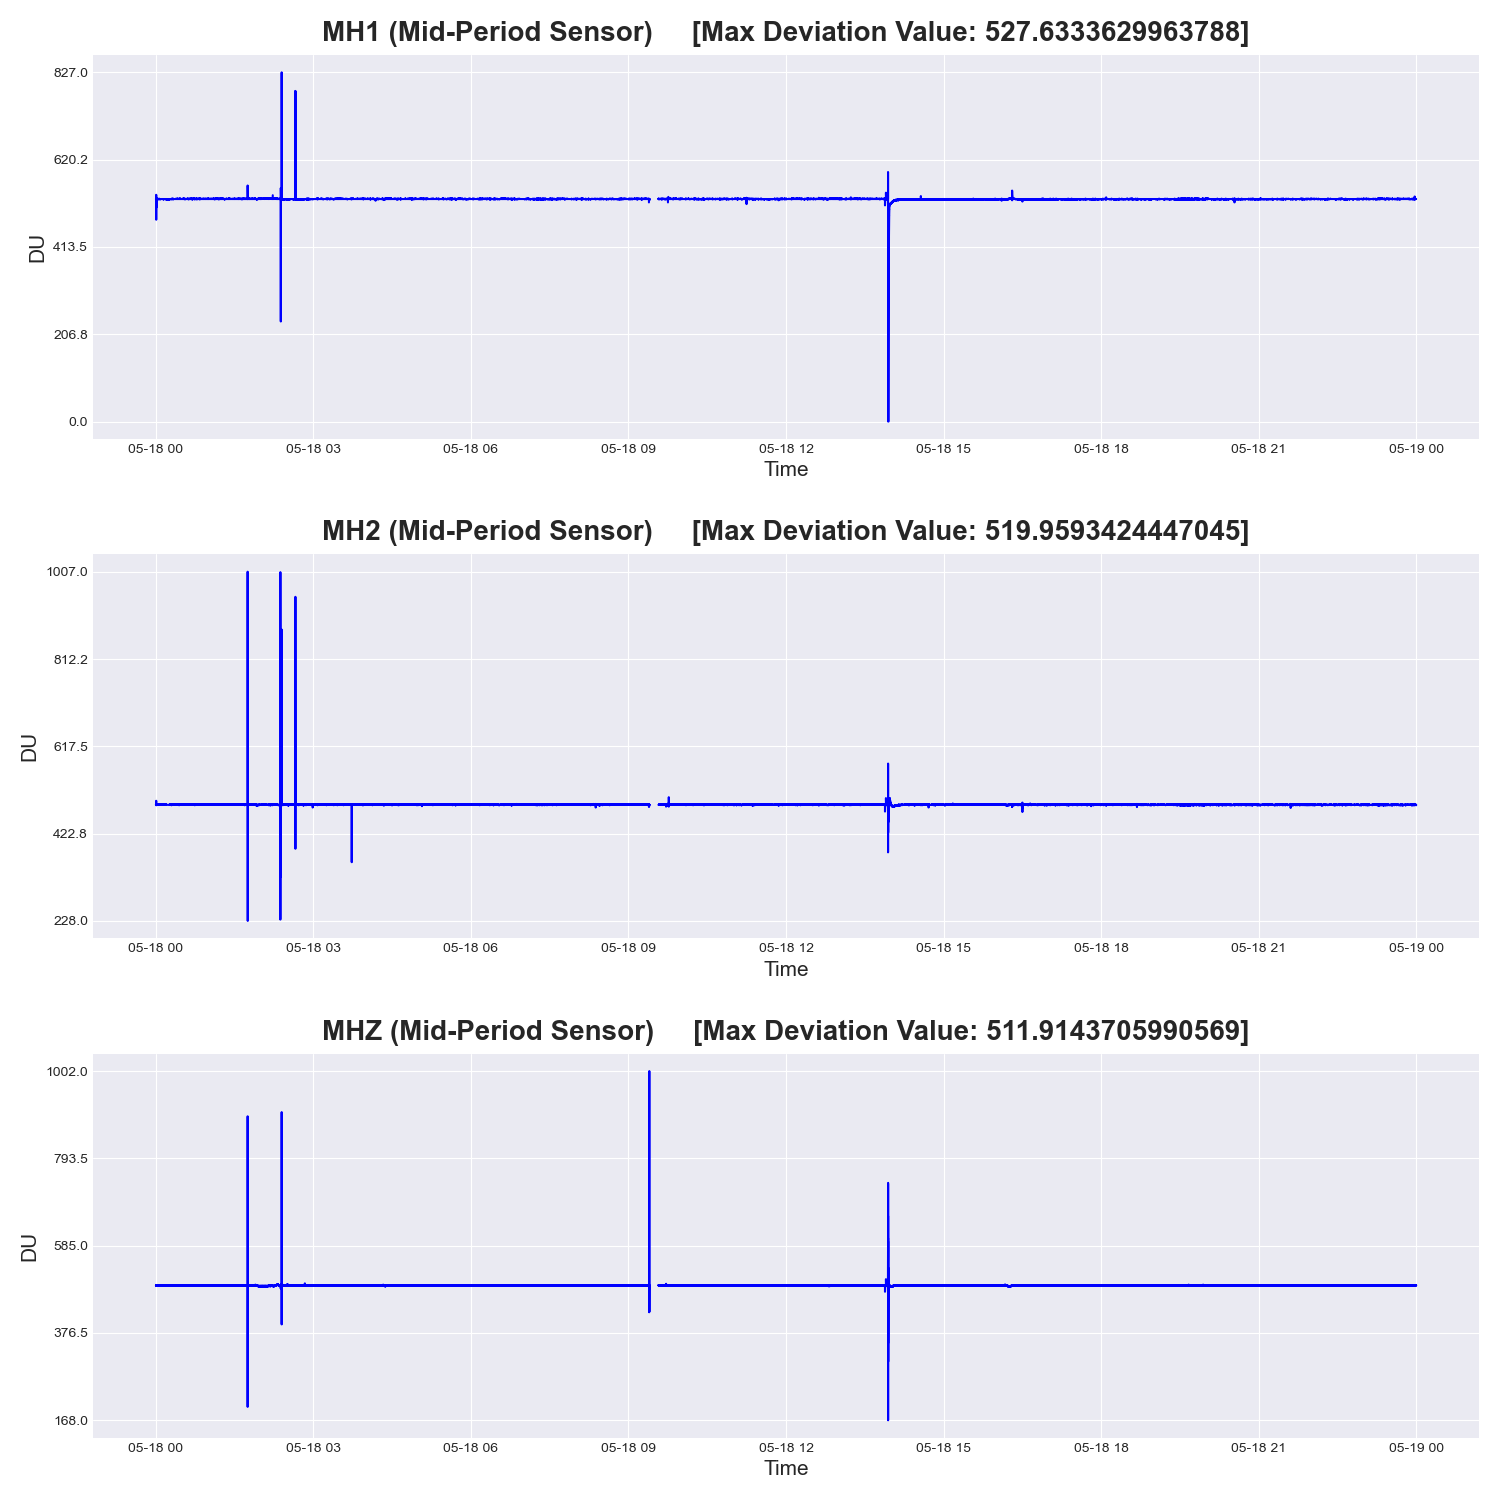 MH1 (Mid-Period Sensor) [Max Deviation Value: 527.6333629963788]
827.0
620.2
413.5
206.8
0.0
DU
05-18 00 05-18 03 05-18 06 05-18 09 05-18 12 05-18 15 05-18 18 05-18 21 05-19 00
Time
MH2 (Mid-Period Sensor) [Max Deviation Value: 519.9593424447045]
1007.0
812.2
617.5
422.8
228.0
DU
05-18 00 05-18 03 05-18 06 05-18 09 05-18 12 05-18 15 05-18 18 05-18 21 05-19 00
Time
MHZ (Mid-Period Sensor) [Max Deviation Value: 511.9143705990569]
1002.0
793.5
585.0
376.5
168.0
DU
05-18 00 05-18 03 05-18 06 05-18 09 05-18 12 05-18 15 05-18 18 05-18 21 05-19 00
Time